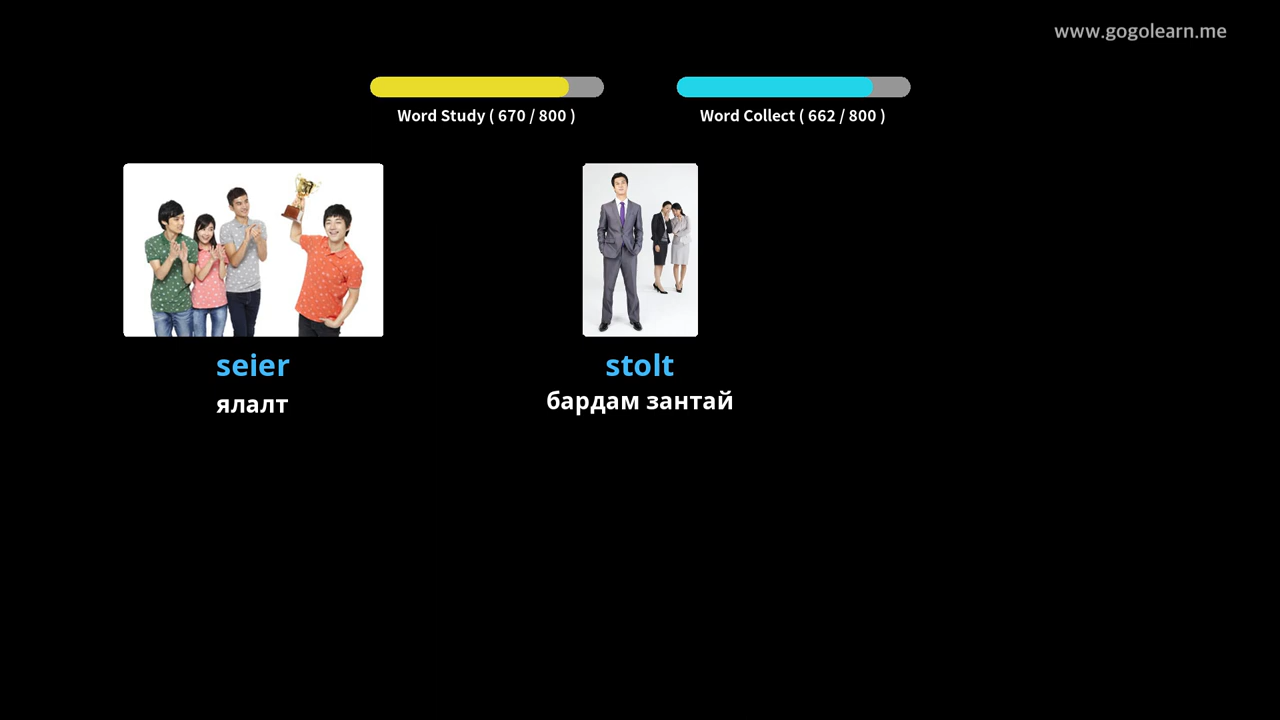 www.gogolearn.me
Word Study ( 670 / 800 )
Word Collect ( 662 / 800 )
seier
ялалт
stolt
бардам зантай